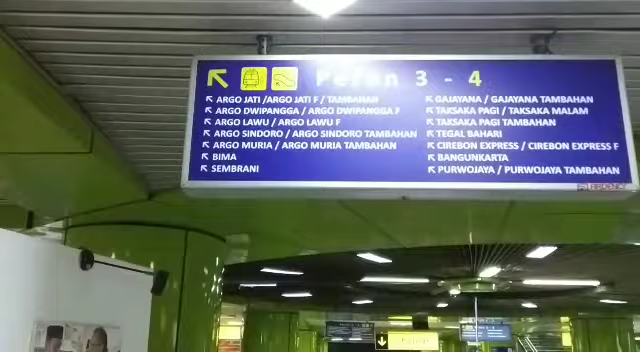 Peron 3 - 4
ARGO JATI /ARGO JATI F / TAMBAHAN
ARGO DWIPANGGA / ARGO DWIPANGGA F
ARGO LAWU / ARGO LAWU F
ARGO SINDORO / ARGO SINDORO TAMBAHAN
ARGO MURIA / ARGO MURIA TAMBAHAN
BIMA
SEMBRANI
GAJAYANA / GAJAYANA TAMBAHAN
TAKSAKA PAGI / TAKSAKA MALAM
TAKSAKA PAGI TAMBAHAN
TEGAL BAHARI
CIREBON EXPRESS / CIREBON EXPRESS F
BANGUNKARTA
PURWOJAYA / PURWOJAYA TAMBAHAN